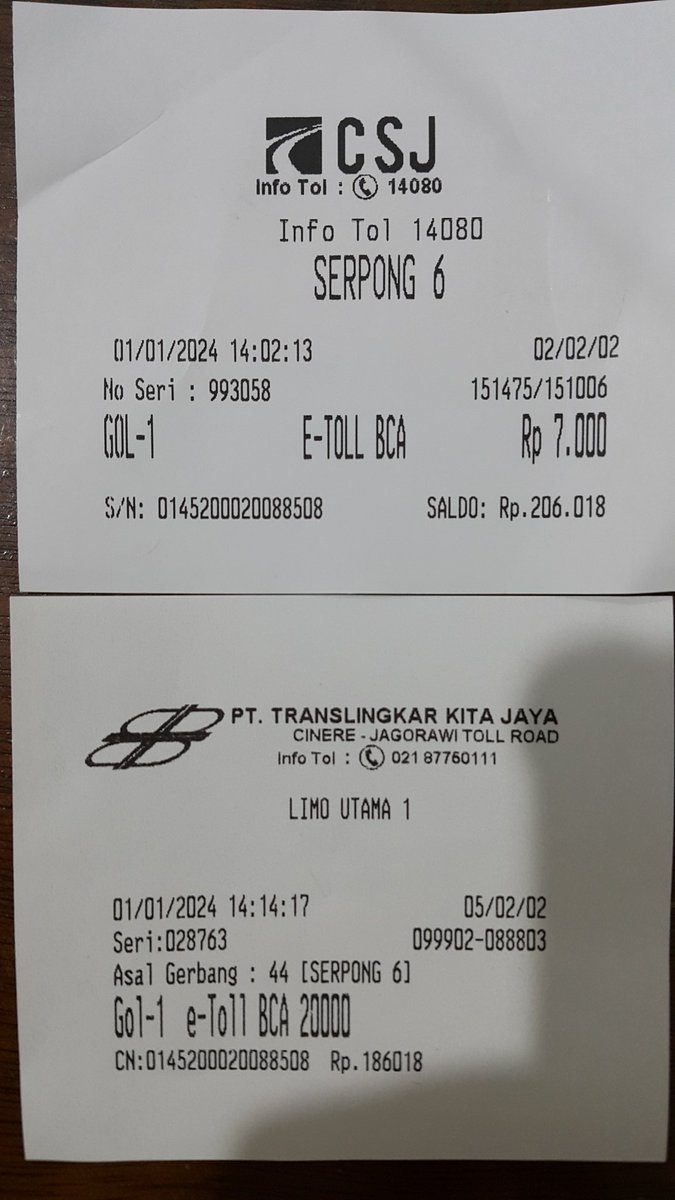 CSJ
Info Tol : 14080
Info Tol 14080
SERPONG 6
01/01/2024 14:02:13 02/02/02
No Seri : 993058 151475/151006
GOL-1 E-TOLL BCA Rp 7.000
S/N: 0145200020088508 SALDO: Rp.206.018
PT. TRANSLINGKAR KITA JAYA
CINERE - JAGORAWI TOLL ROAD
Info Tol : 021 87760111
LIMO UTAMA 1
01/01/2024 14:14:17 05/02/02
Seri:028763 099902-088803
Asal Gerbang : 44 [SERPONG 6]
Gol-1 e-Toll BCA 20000
CN:0145200020088508 Rp.186018